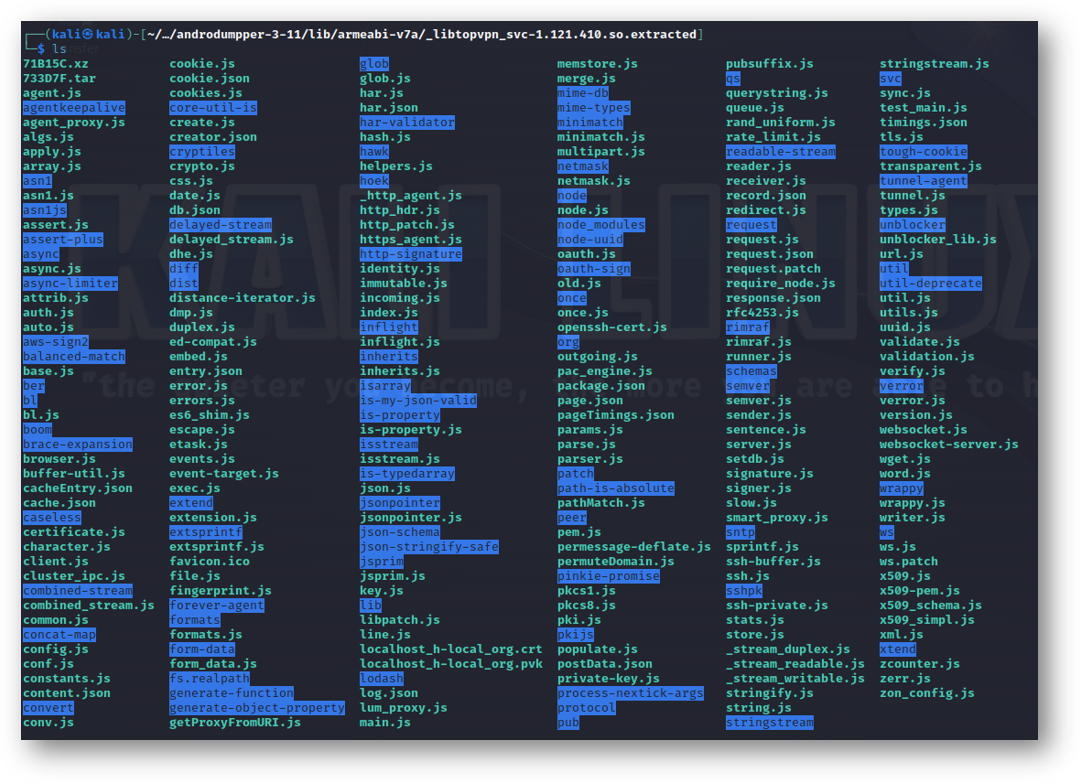 ┌──(kali㉿kali)-[~/…/androdumpper-3-11/lib/armeabi-v7a/_libtopvpn_svc-1.121.410.so.extracted]
└─$ ls
71B15C.xz cookie.js glob memstore.js pubsuffix.js stringstream.js
733D7F.tar cookie.json glob.js merge.js qs svc
agent.js cookies.js har.js mime-db querystring.js sync.js
agentkeepalive core-util-is har.json mime-types queue.js test_main.js
agent_proxy.js create.js har-validator minimatch rand_uniform.js timings.json
algs.js creator.json hash.js minimatch.js rate_limit.js tls.js
apply.js cryptiles hawk multipart.js readable-stream tough-cookie
array.js crypto.js helpers.js netmask reader.js transparent.js
asn1 css.js hoek netmask.js receiver.js tunnel-agent
asn1.js date.js _http_agent.js node record.json tunnel.js
asn1js db.json http_hdr.js node.js redirect.js types.js
assert.js delayed-stream http_patch.js node_modules request unblocker
assert-plus delayed_stream.js https_agent.js node-uuid request.js unblocker_lib.js
async dhe.js http-signature oauth.js request.json url.js
async.js diff identity.js oauth-sign request.patch util
async-limiter dist immutable.js old.js require_node.js util-deprecate
attrib.js distance-iterator.js incoming.js once response.json util.js
auth.js dmp.js index.js once.js rfc4253.js utils.js
auto.js duplex.js inflight openssh-cert.js rimraf uuid.js
aws-sign2 ed-compat.js inflight.js org rimraf.js validate.js
balanced-match embed.js inherits outgoing.js runner.js validation.js
base.js entry.json inherits.js pac_engine.js schemas verify.js
ber error.js isarray package.json semver verror
bl errors.js is-my-json-valid page.json semver.js verror.js
bl.js es6_shim.js is-property pageTimings.json sender.js version.js
boom escape.js is-property.js params.js sentence.js websocket.js
brace-expansion etask.js isstream parse.js server.js websocket-server.js
browser.js events.js isstream.js parser.js setdb.js wget.js
buffer-util.js event-target.js is-typedarray patch signature.js word.js
cacheEntry.json exec.js json.js path-is-absolute signer.js wrappy
cache.json extend jsonpointer pathMatch.js slow.js wrappy.js
caseless extension.js jsonpointer.js peer smart_proxy.js writer.js
certificate.js extsprintf json-schema pem.js sntp ws
character.js extsprintf.js json-stringify-safe permessage-deflate.js sprintf.js ws.js
client.js favicon.ico jsprim permuteDomain.js ssh-buffer.js ws.patch
cluster_ipc.js file.js jsprim.js pinkie-promise ssh.js x509.js
combined-stream fingerprint.js key.js pkcs1.js sshpk x509-pem.js
combined_stream.js forever-agent lib pkcs8.js ssh-private.js x509_schema.js
common.js formats libpatch.js pki.js stats.js x509_simpl.js
concat-map formats.js line.js pkijs store.js xml.js
config.js form-data localhost_h-local_org.crt populate.js _stream_duplex.js xtend
conf.js form_data.js localhost_h-local_org.pvk postData.json _stream_readable.js zcounter.js
constants.js fs.realpath lodash private-key.js _stream_writable.js zerr.js
content.json generate-function log.json process-nextick-args stringify.js zon_config.js
convert generate-object-property lum_proxy.js protocol string.js
conv.js getProxyFromURI.js main.js pub stringstream